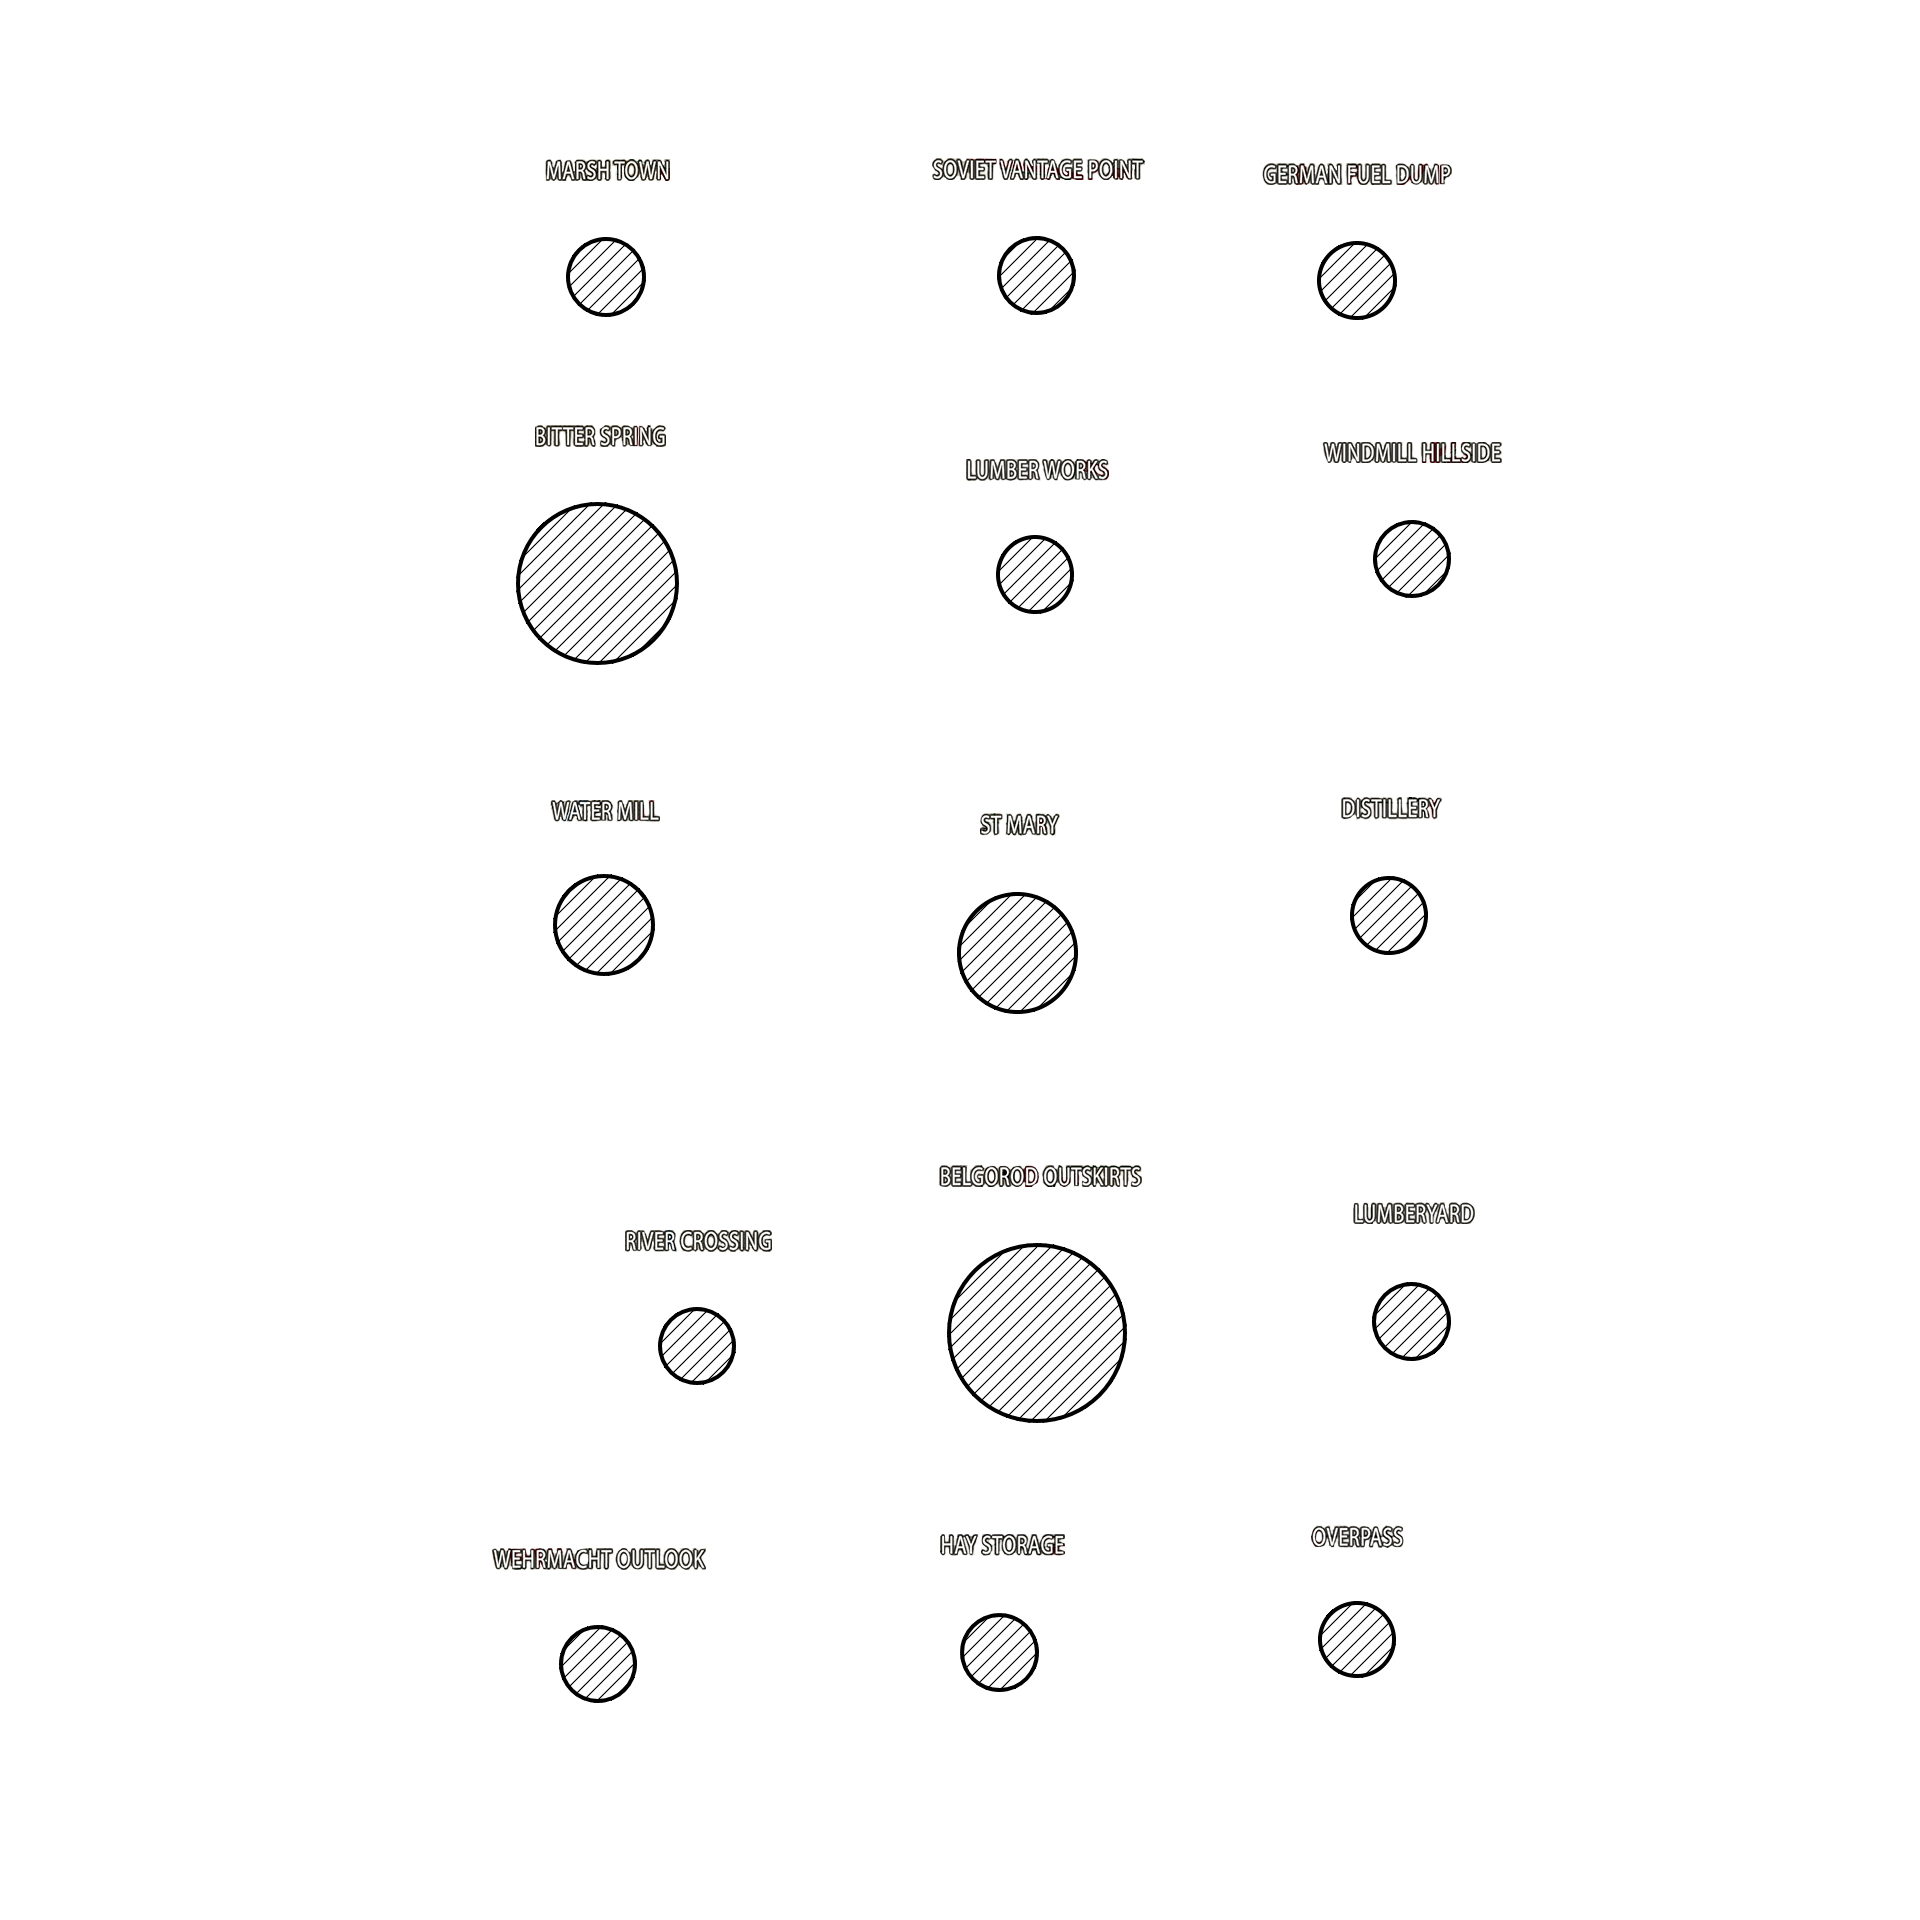 MARSH TOWN
SOVIET VANTAGE POINT
GERMAN FUEL DUMP
BITTER SPRING
LUMBER WORKS
WINDMILL HILLSIDE
WATER MILL
ST MARY
DISTILLERY
RIVER CROSSING
BELGOROD OUTSKIRTS
LUMBERYARD
WEHRMACHT OUTLOOK
HAY STORAGE
OVERPASS